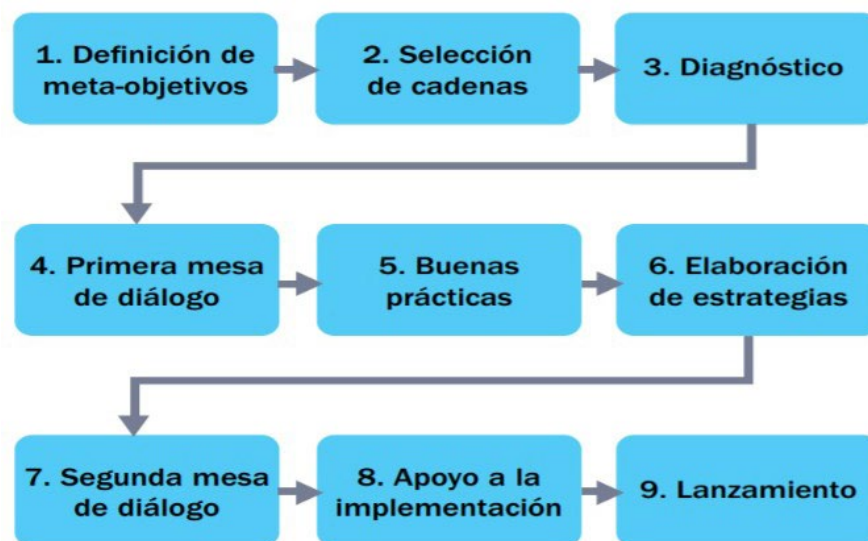 1. Definición de
meta-objetivos
2. Selección
de cadenas
3. Diagnóstico
4. Primera mesa
de diálogo
5. Buenas
prácticas
6. Elaboración
de estrategias
7. Segunda mesa
de diálogo
8. Apoyo a la
implementación
9. Lanzamiento